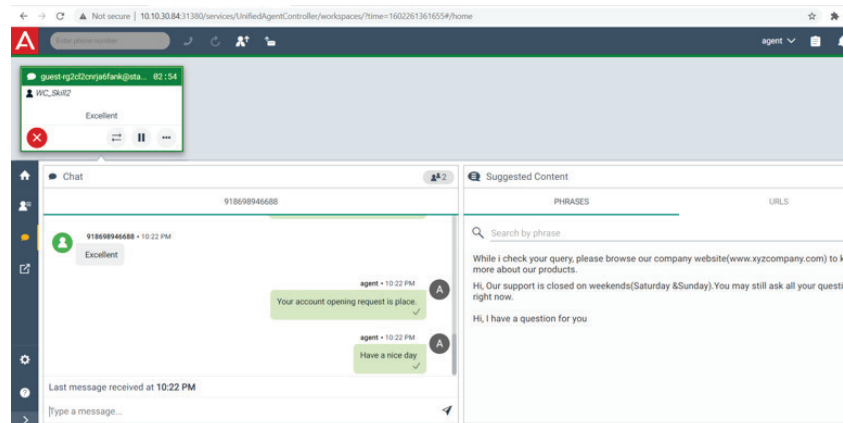 Not secure | 10.10.30.84:31380/services/UnifiedAgentController/workspaces/?time=1602261361655#/home
A
Enter phone number
agent
guest-rg2cl2cnrja6fank@sta... 02:54
WC_Skill2
Excellent
Chat
2
918698946688
918698946688 • 10:22 PM
Excellent
agent • 10:22 PM
Your account opening request is place.
A
agent • 10:22 PM
Have a nice day
A
Last message received at 10:22 PM
Type a message...
Suggested Content
PHRASES
URLS
Search by phrase
While i check your query, please browse our company website(www.xyzcompany.com) to k
more about our products.
Hi, Our support is closed on weekends(Saturday &Sunday).You may still ask all your questi
right now.
Hi, I have a question for you